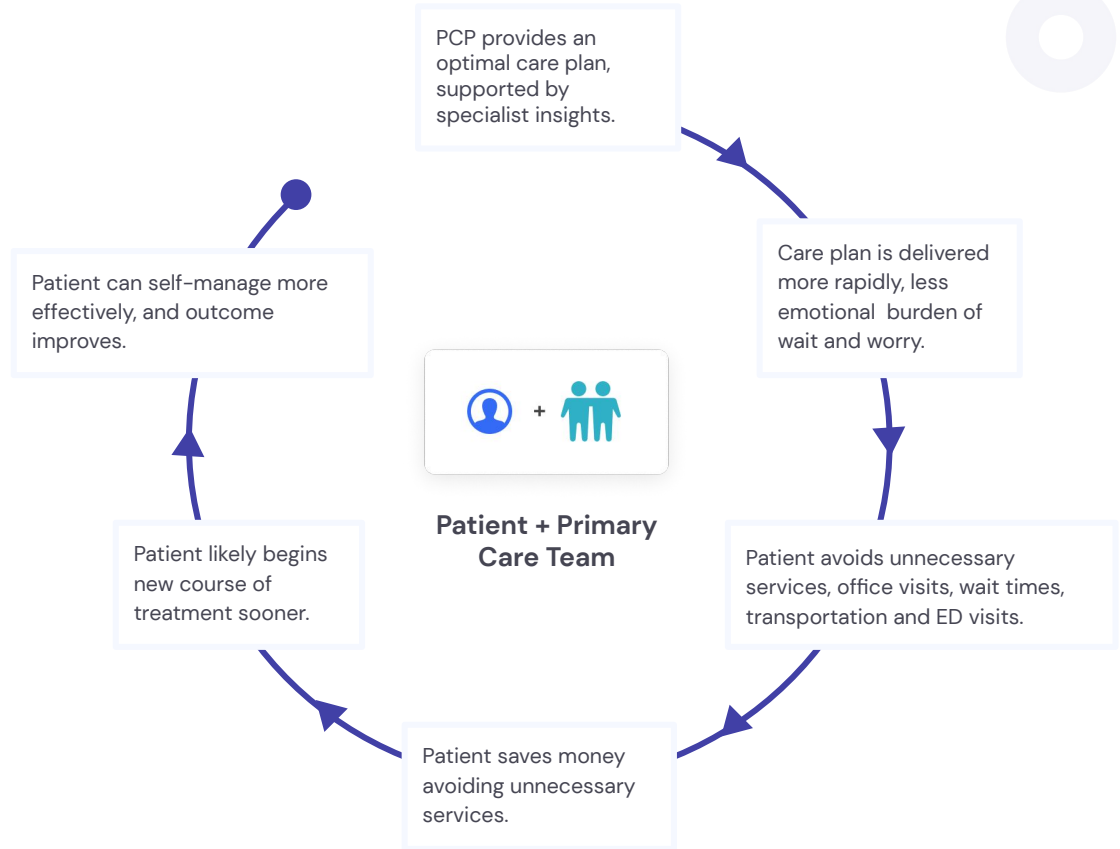 PCP provides an
optimal care plan,
supported by
specialist insights.
Care plan is delivered
more rapidly, less
emotional  burden of
wait and worry.
Patient avoids unnecessary
services, office visits, wait times,
transportation and ED visits.
Patient saves money
avoiding unnecessary
services.
Patient likely begins
new course of
treatment sooner.
Patient can self-manage more
effectively, and outcome
improves.
+
Patient + Primary
Care Team